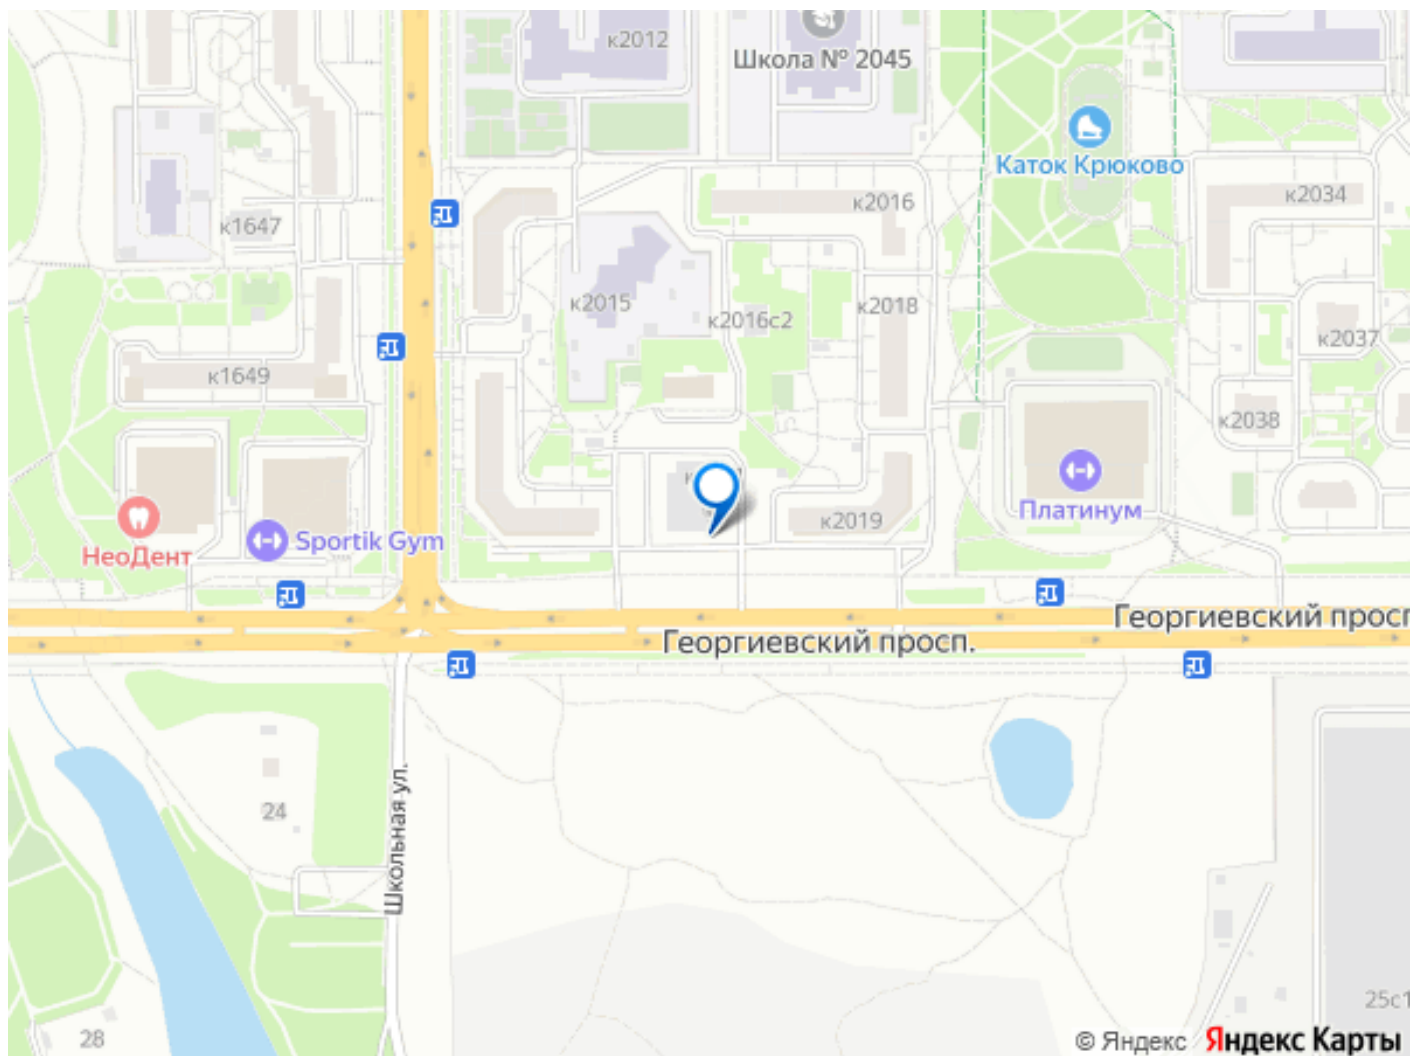 к2012
Школа № 2045
Каток Крюково
к2034
к2016
к1647
к2015
к2018
к2016с2
к2037
к1649
к2038
Платинум
к2019
НеоДент
Sportik Gym
Георгиевский просп
Георгиевский просп.
Школьная ул.
24
25с1
28
© Яндекс
Яндекс Карты